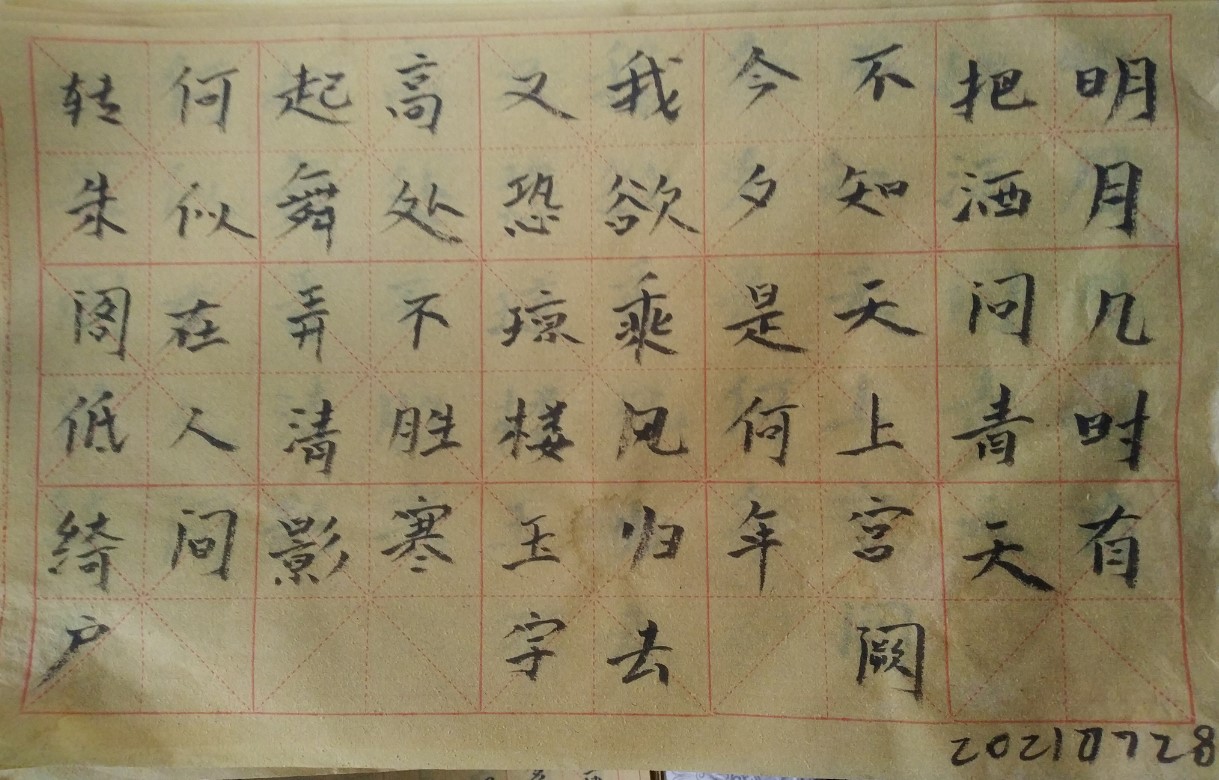 明月几时有
把酒问青天
不知天上宫阙
今夕是何年
我欲乘风归去
又恐琼楼玉宇
高处不胜寒
起舞弄清影
何似在人间
转朱阁低绮户
20210728